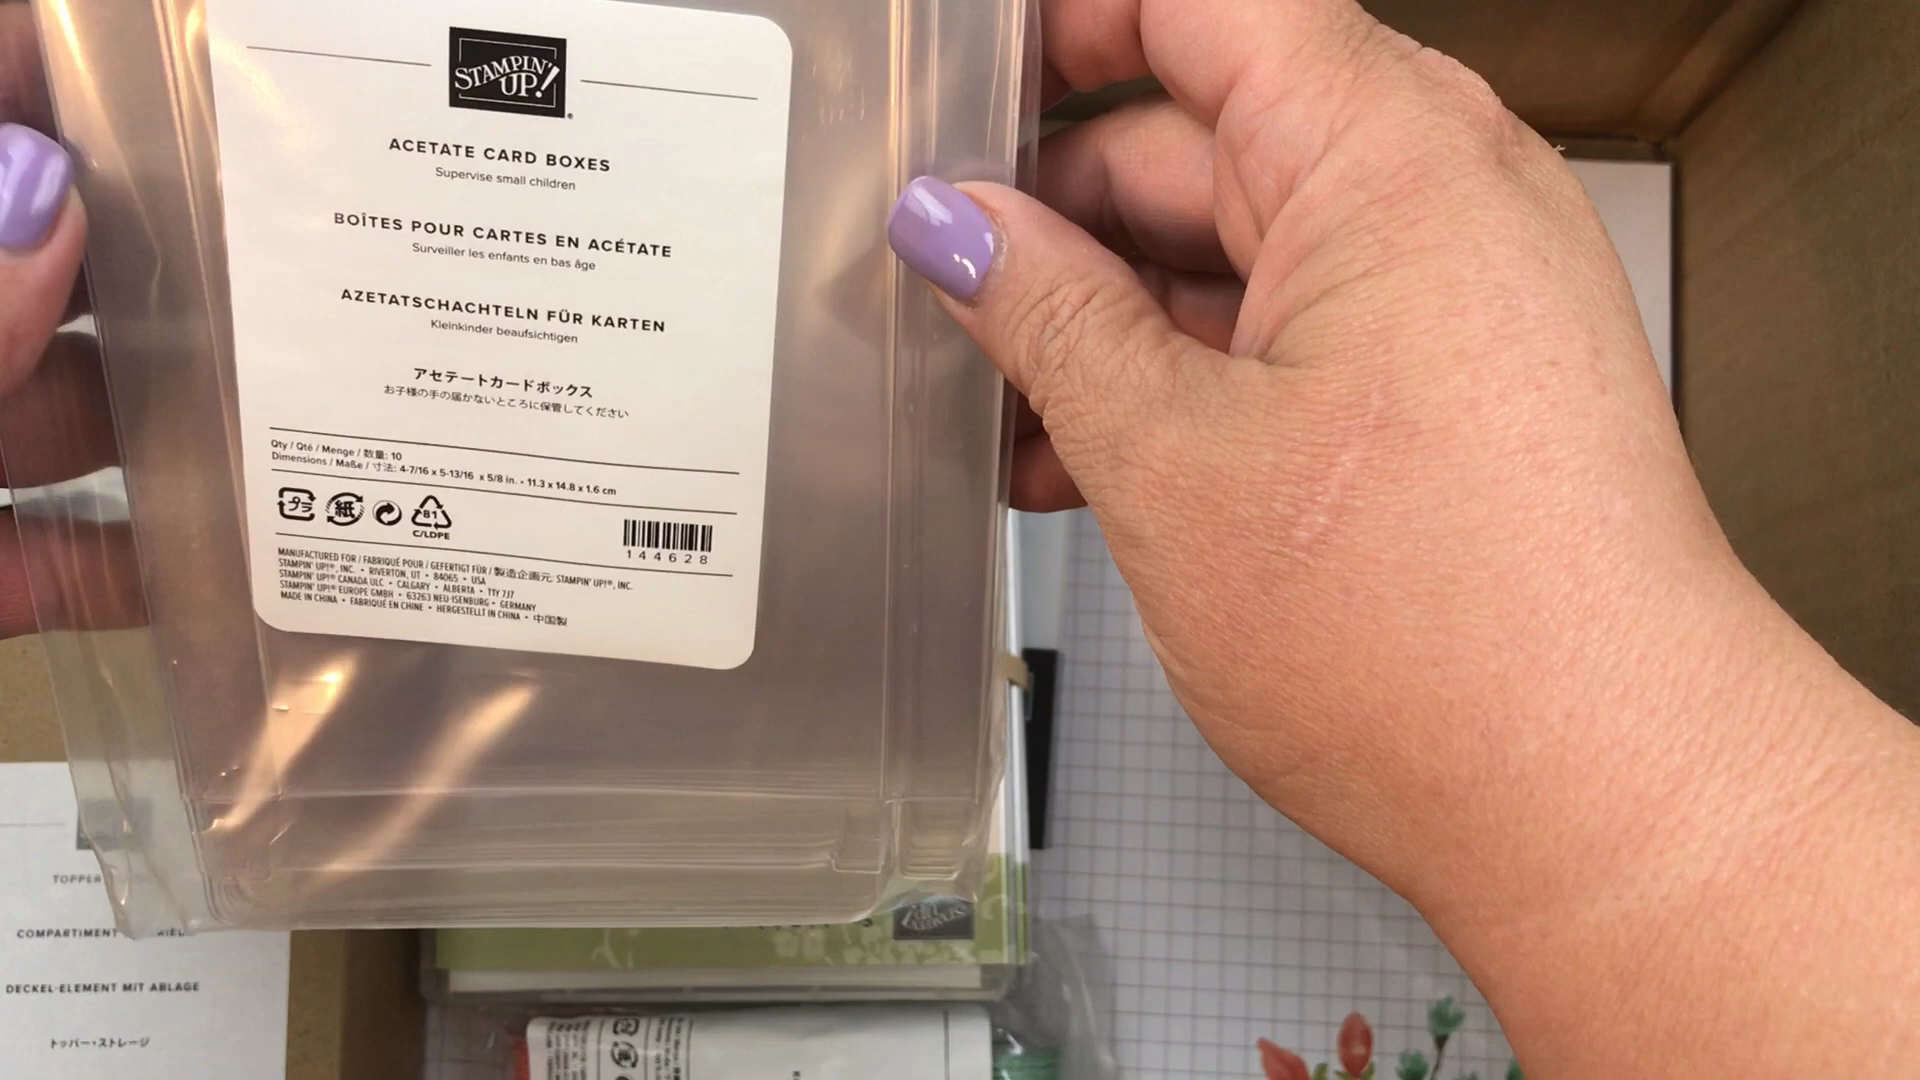 STAMPIN' UP!®
ACETATE CARD BOXES
Supervise small children
BOÎTES POUR CARTES EN ACÉTATE
Surveiller les enfants en bas âge
AZETATSCHACHTELN FÜR KARTEN
Kleinkinder beaufsichtigen
アセテートカードボックス
お子様の手の届かないところに保管してください
Qty / Qté / Menge / 数量: 10
Dimensions / Maße / 寸法: 4-7/16 x 5-13/16 x 5/8 in. • 11.3 x 14.8 x 1.6 cm
プラ 紙 81
C/LDPE
144628
MANUFACTURED FOR / FABRIQUÉ POUR / GEFERTIGT FÜR / 製造企画元: STAMPIN' UP!®, INC.
STAMPIN' UP!®, INC. • RIVERTON, UT • 84065 • USA
STAMPIN' UP!® CANADA ULC • CALGARY • ALBERTA • T1Y 7J7
STAMPIN' UP!® EUROPE GMBH • 63263 NEU-ISENBURG • GERMANY
MADE IN CHINA • FABRIQUÉ EN CHINE • HERGESTELLT IN CHINA • 中国製
TOPPER
COMPARTIMENT
DECKEL-ELEMENT MIT ABLAGE
トッパー・ストレージ